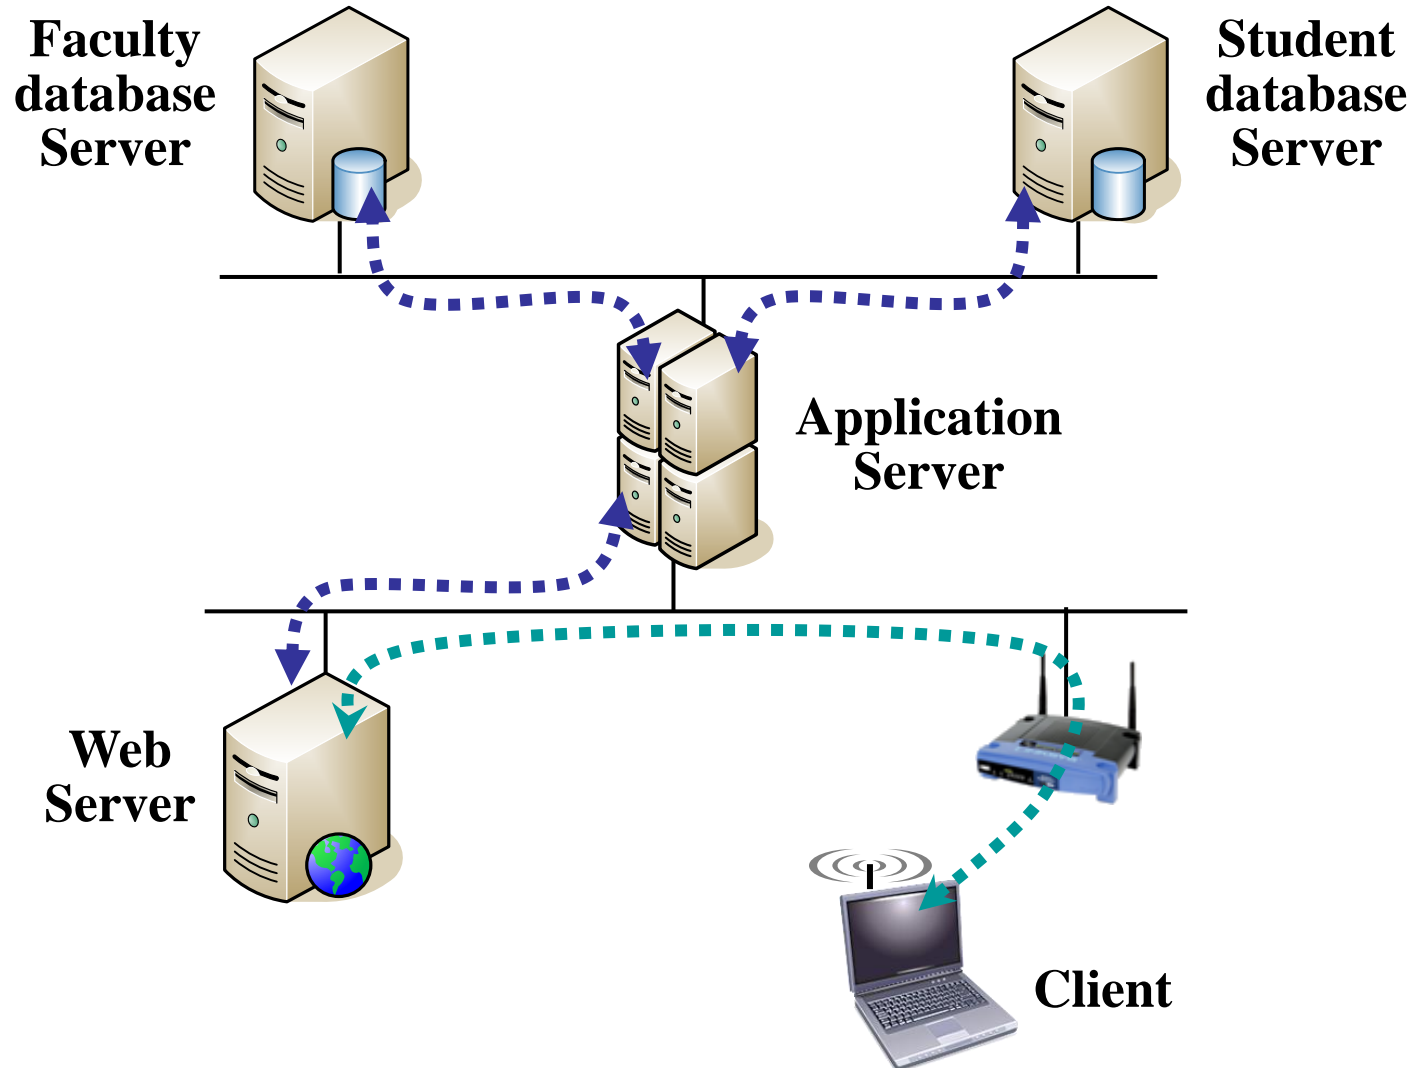 Faculty
database
Server
Student
database
Server
Application
Server
Web
Server
Client